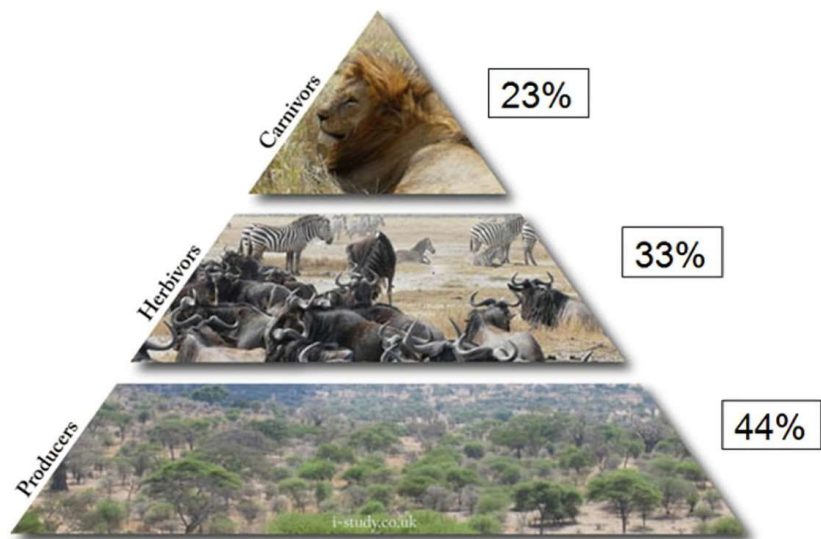 Carnivors
23%
Herbivors
33%
Producers
44%
i-study.co.uk